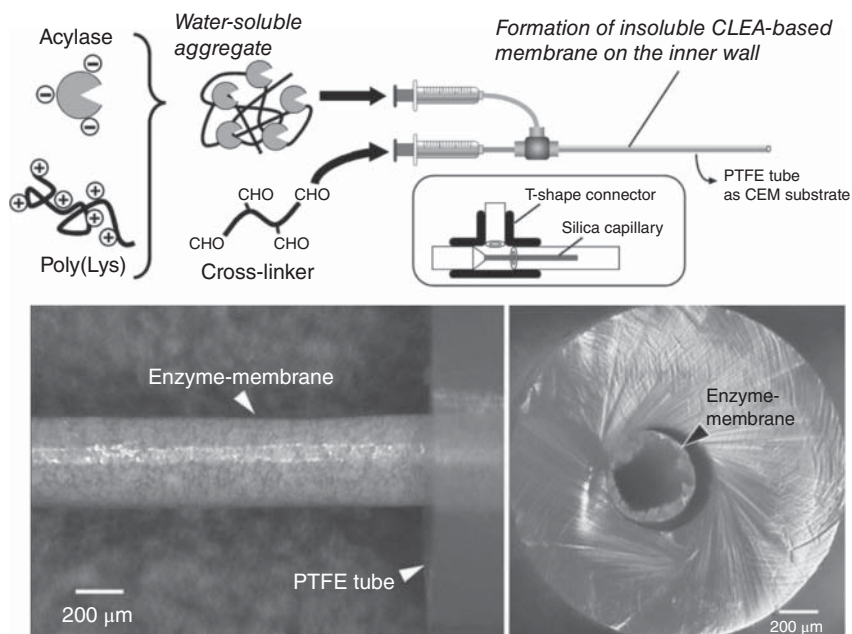 Acylase
Water-soluble
aggregate
Formation of insoluble CLEA-based
membrane on the inner wall
Poly(Lys)
CHO
CHO
CHO
CHO
Cross-linker
T-shape connector
Silica capillary
PTFE tube
as CEM substrate
Enzyme-membrane
PTFE tube
200 μm
Enzyme-
membrane
200 μm